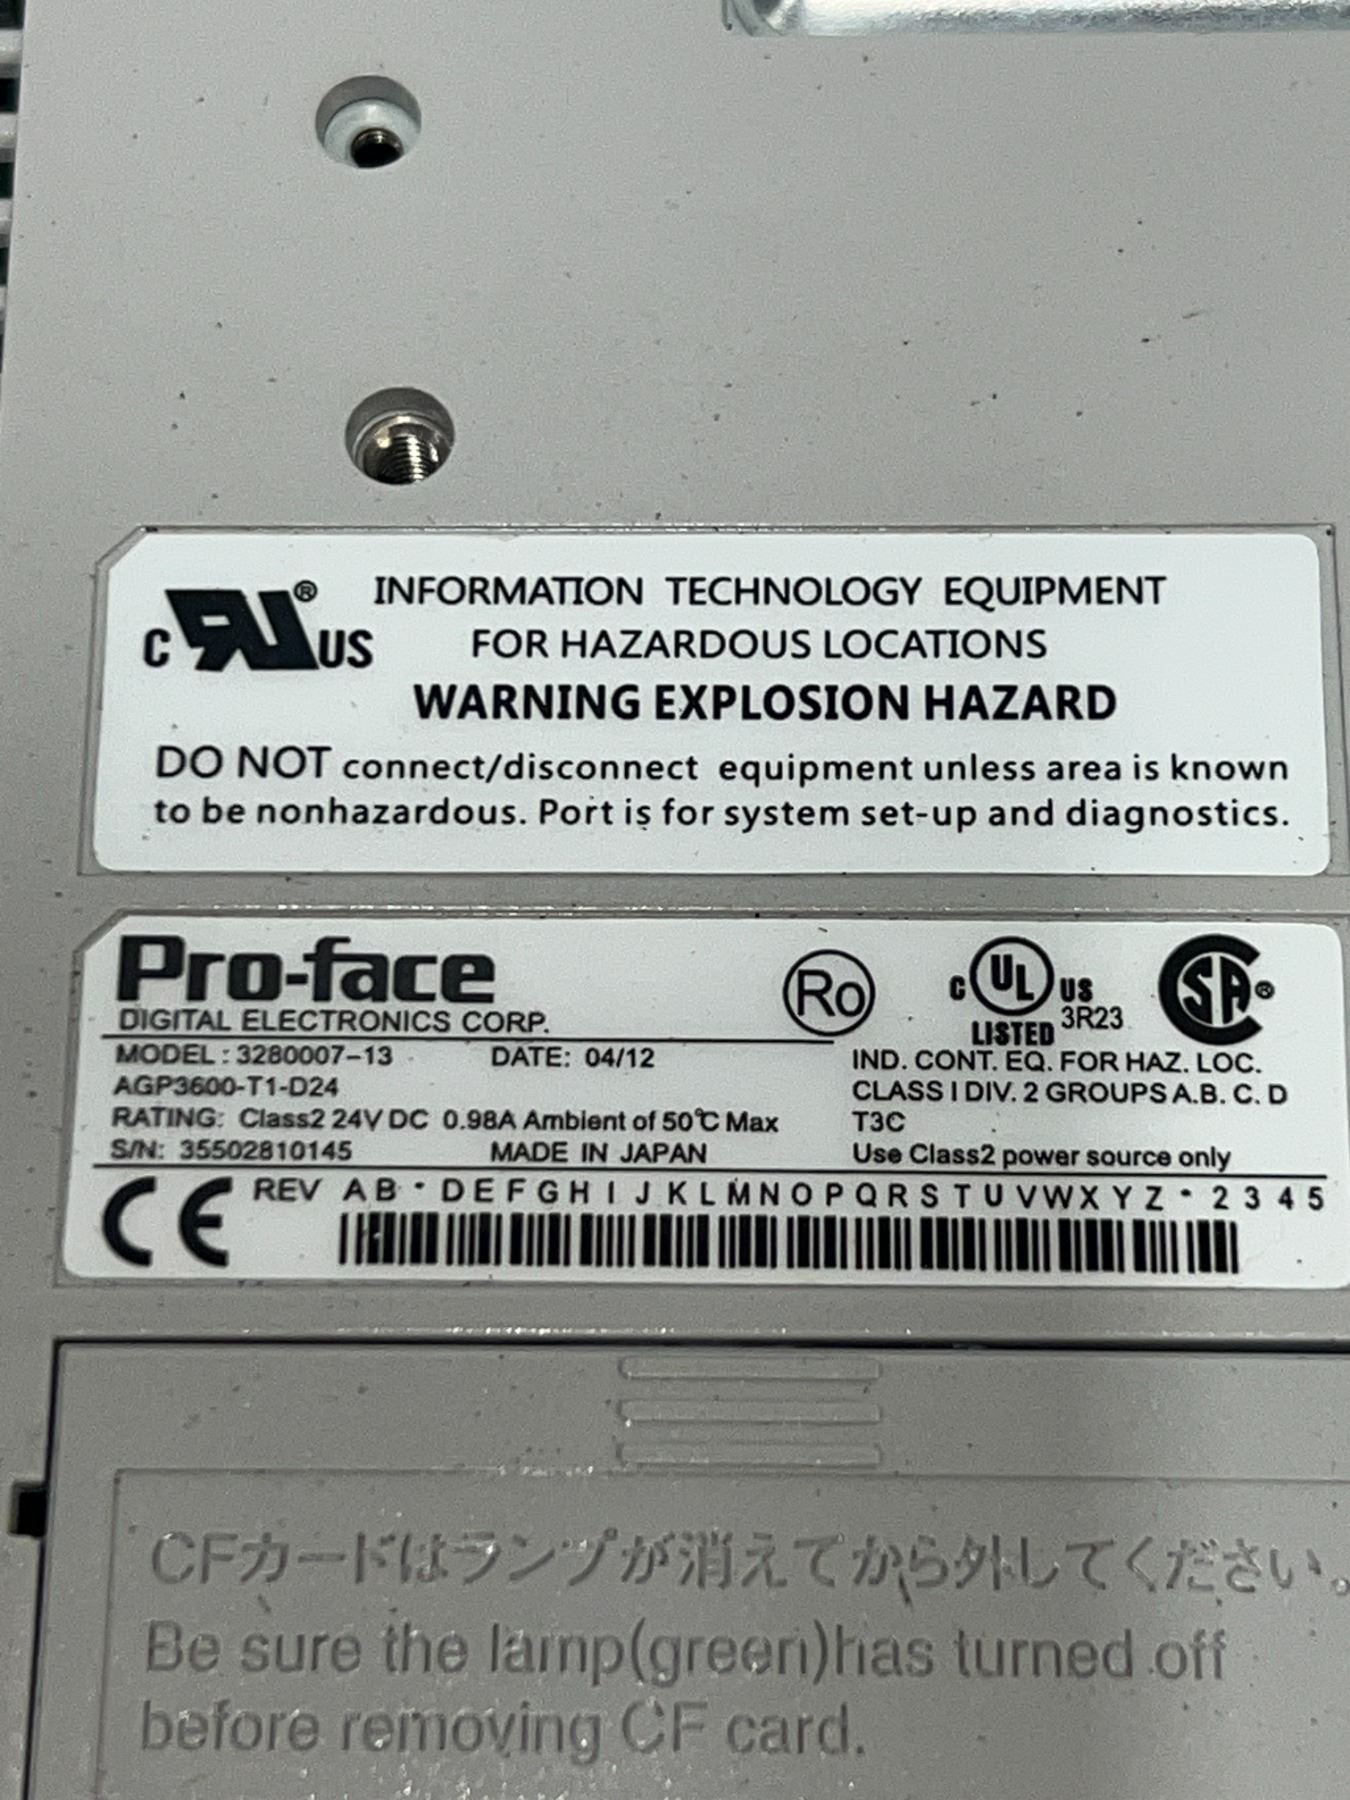 c RU® US INFORMATION TECHNOLOGY EQUIPMENT
FOR HAZARDOUS LOCATIONS
WARNING EXPLOSION HAZARD
DO NOT connect/disconnect equipment unless area is known
to be nonhazardous. Port is for system set-up and diagnostics.
Pro-face
DIGITAL ELECTRONICS CORP.
Ro
c UL US LISTED 3R23
SA®
MODEL : 3280007-13 DATE: 04/12
AGP3600-T1-D24
RATING: Class2 24V DC 0.98A Ambient of 50℃ Max
S/N: 35502810145 MADE IN JAPAN
IND. CONT. EQ. FOR HAZ. LOC.
CLASS I DIV. 2 GROUPS A.B. C. D
T3C
Use Class2 power source only
CE REV A B • D E F G H I J K L M N O P Q R S T U V W X Y Z • 2 3 4 5
CFカードはランプが消えてから外してください。
Be sure the lamp(green)has turned off
before removing CF card.